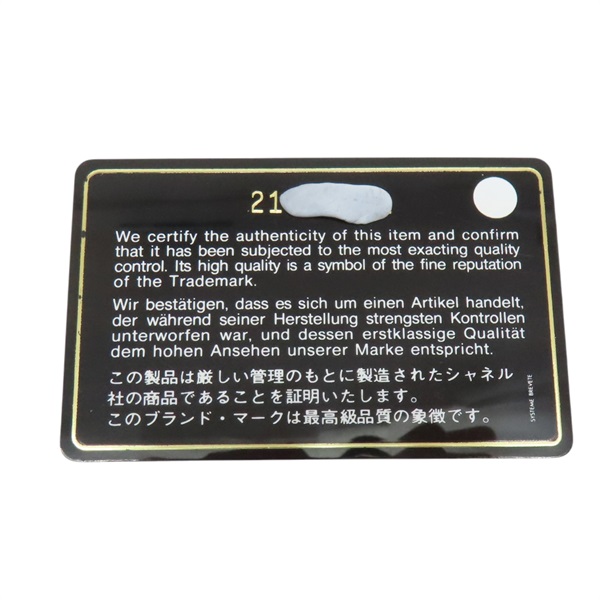 21
We certify the authenticity of this item and confirm
that it has been subjected to the most exacting quality
control. Its high quality is a symbol of the fine reputation
of the Trademark.
Wir bestätigen, dass es sich um einen Artikel handelt,
der während seiner Herstellung strengsten Kontrollen
unterworfen war, und dessen erstklassige Qualität
dem hohen Ansehen unserer Marke entspricht.
この製品は厳しい管理のもとに製造されたシャネル
社の商品であることを証明いたします。
このブランド・マークは最高級品質の象徴です。
SYSTEME BREVETE